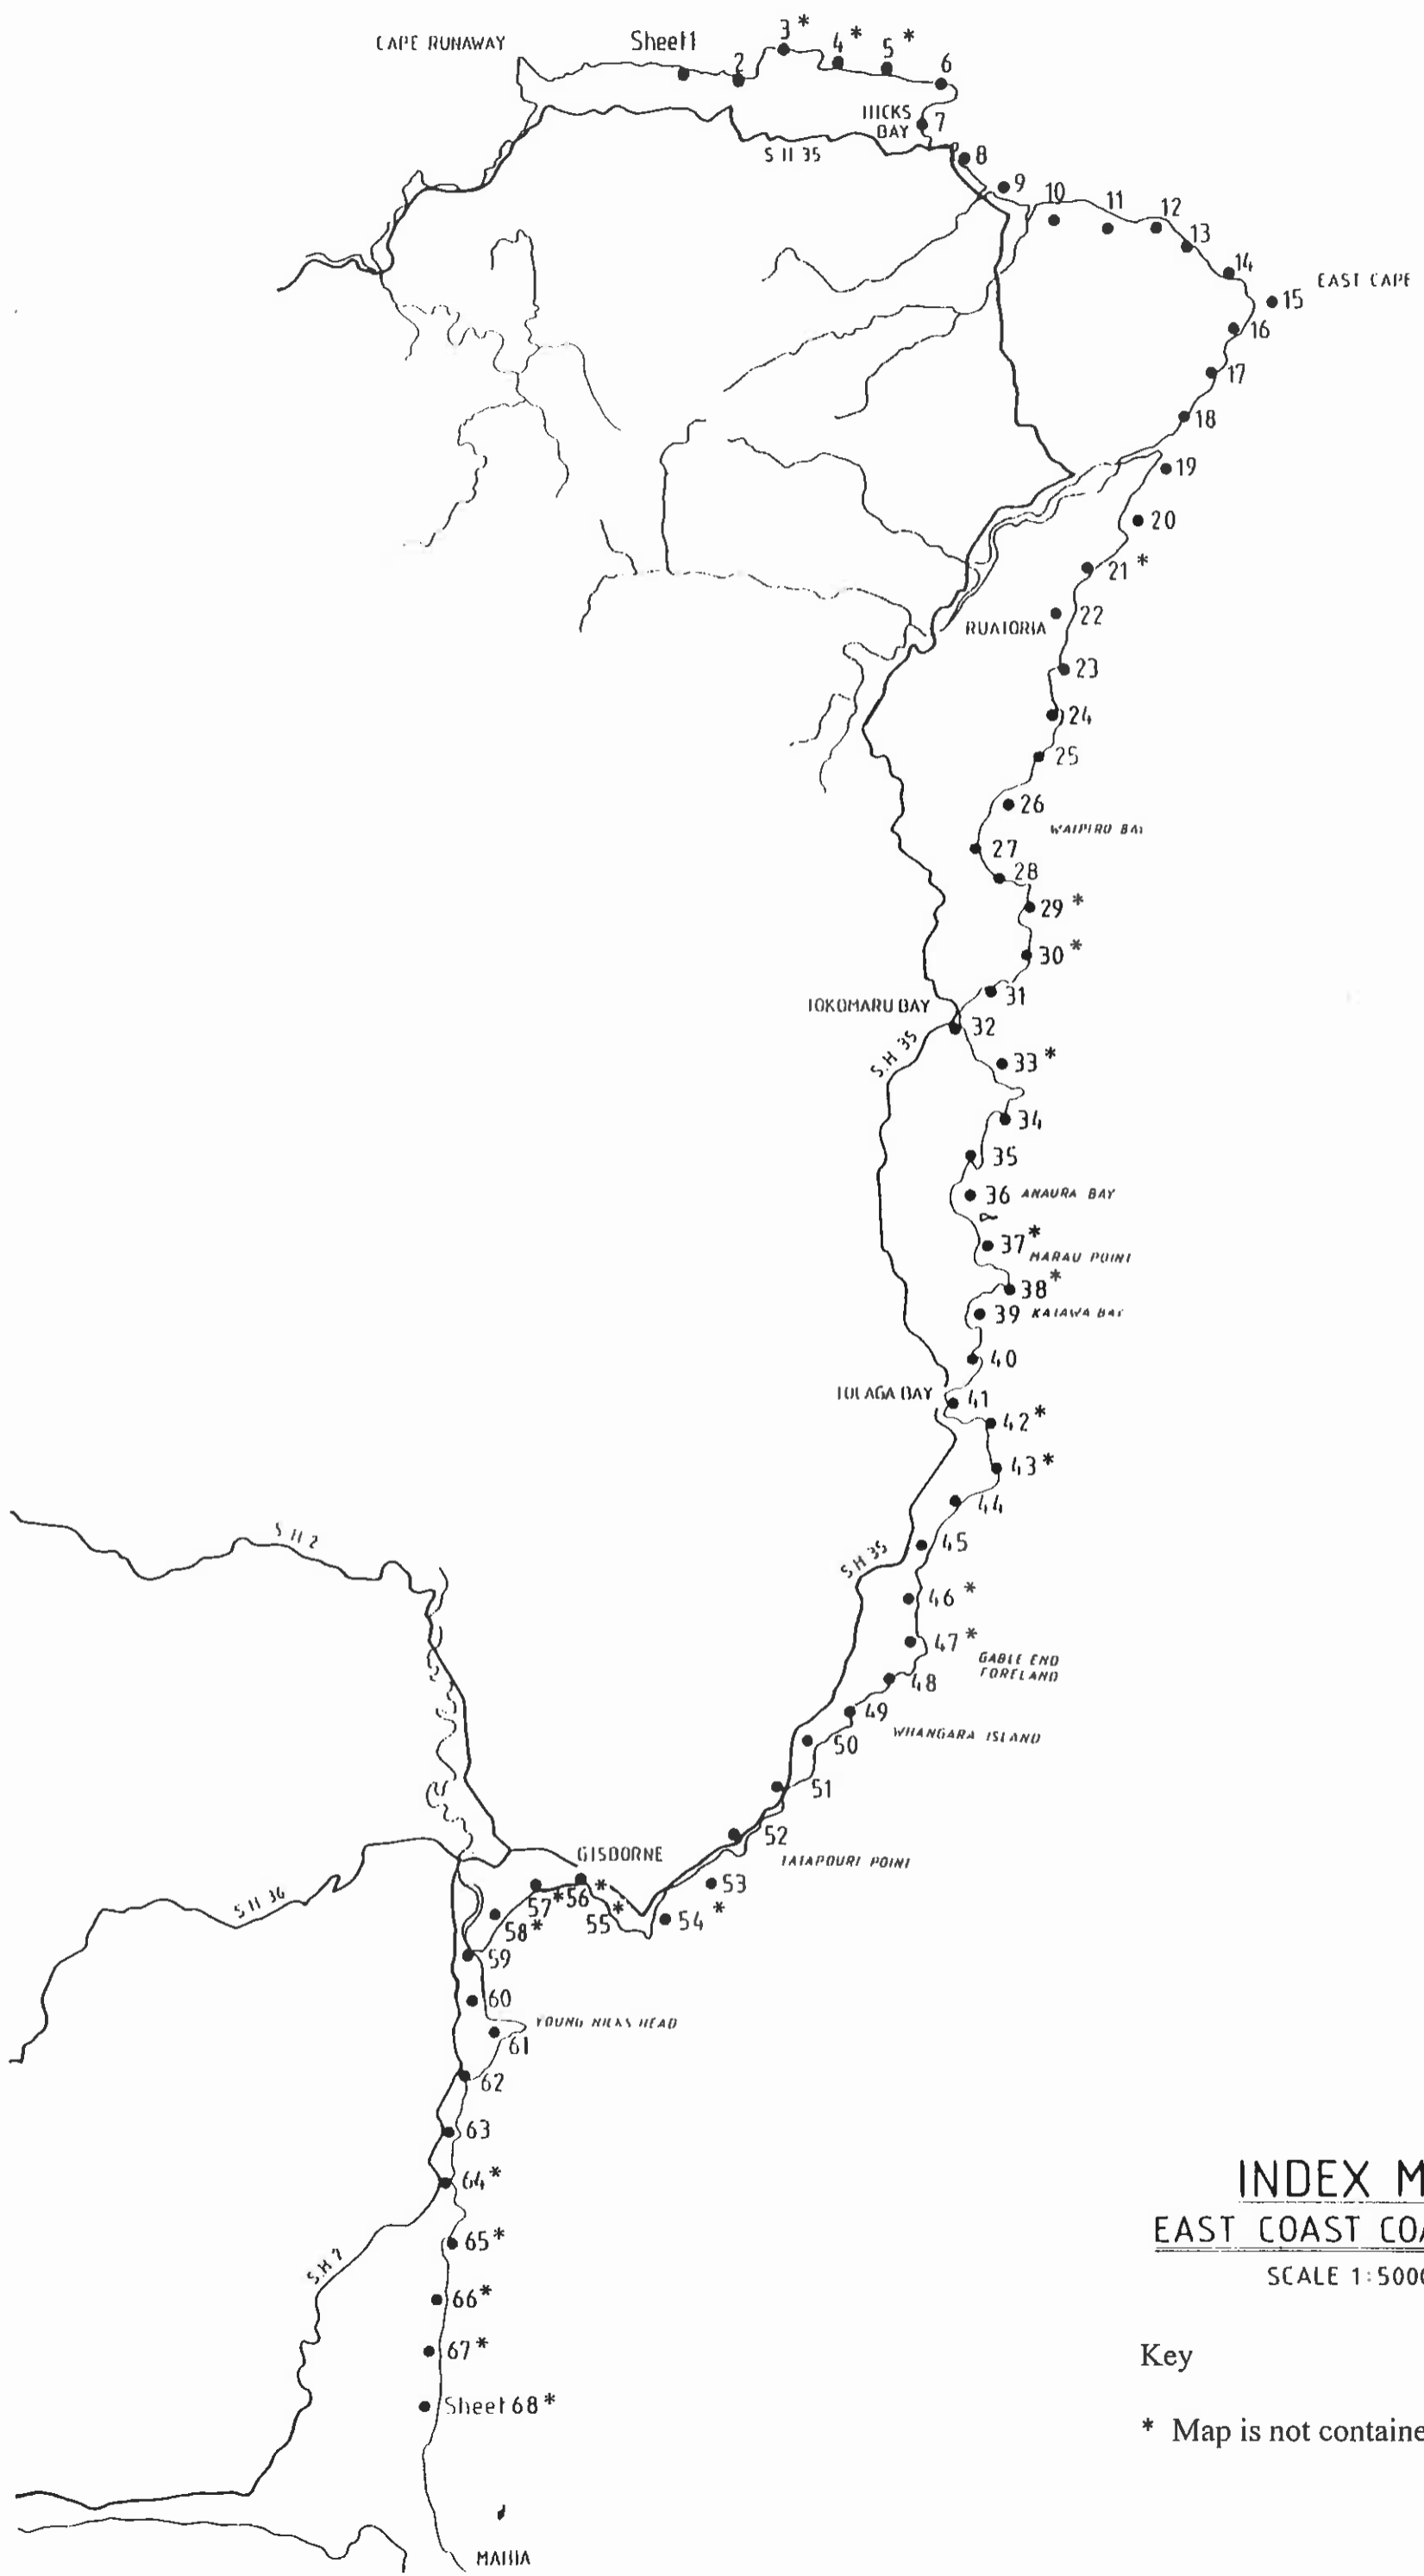 CAPE RUNAWAY
Sheet 1
2
3 *
4 *
5 *
6
HICKS
BAY
7
S H 35
8
9
10
11
12
13
14
EAST CAPE
15
16
17
18
19
20
21 *
22
RUATORIA
23
24
25
26
WAIPIRO BAY
27
28
29 *
30 *
31
TOKOMARU BAY
32
S.H 35
33 *
34
35
36 ANAURA BAY
37 *
MARAU POINT
38 *
39 KAIAWA BAY
40
TOLAGA BAY
41
42 *
43 *
44
S H 2
45
S H 35
46 *
47 *
GABLE END
FORELAND
48
49
WHANGARA ISLAND
50
51
52
TATAPOURI POINT
GISBORNE
53
S H 36
54 *
55 *
56 *
57 *
58 *
59
60
YOUNG NICKS HEAD
61
62
63
64 *
65 *
S.H 2
66 *
67 *
Sheet 68 *
MAHIA
INDEX M
EAST COAST COA
SCALE 1:5000
Key
* Map is not containe